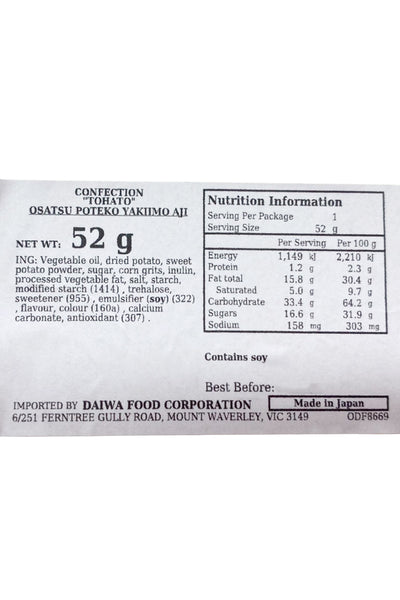 CONFECTION
"TOHATO"
OSATSU POTEKO YAKIIMO AJI
NET WT: 52 g
ING: Vegetable oil, dried potato, sweet
potato powder, sugar, corn grits, inulin,
processed vegetable fat, salt, starch,
modified starch (1414) , trehalose,
sweetener (955) , emulsifier (soy) (322)
, flavour, colour (160a) , calcium
carbonate, antioxidant (307) .
Nutrition Information
Serving Per Package 1
Serving Size 52 g
Per Serving Per 100 g
Energy 1,149 kJ 2,210 kJ
Protein 1.2 g 2.3 g
Fat total 15.8 g 30.4 g
Saturated 5.0 g 9.7 g
Carbohydrate 33.4 g 64.2 g
Sugars 16.6 g 31.9 g
Sodium 158 mg 303 mg
Contains soy
Best Before:
IMPORTED BY DAIWA FOOD CORPORATION Made in Japan
6/251 FERNTREE GULLY ROAD, MOUNT WAVERLEY, VIC 3149 ODF8669